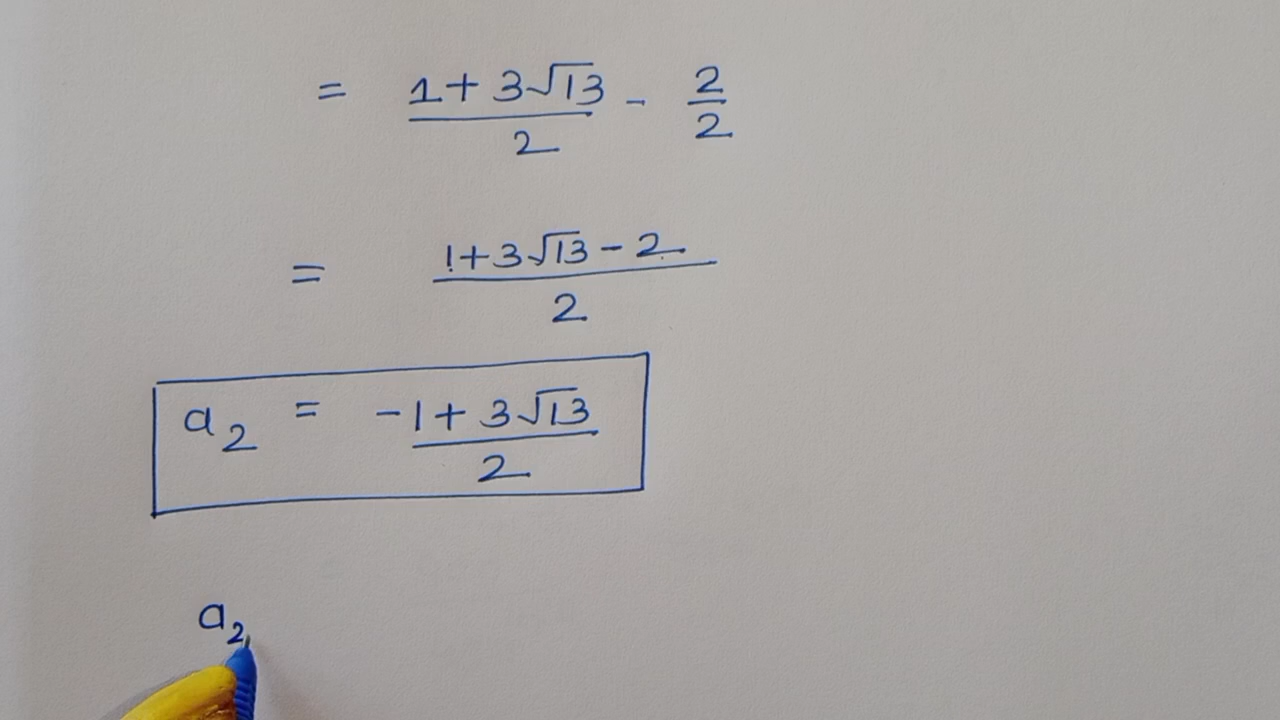 = (1 + 3√13)/2 - 2/2
= (1 + 3√13 - 2)/2
a₂ = (-1 + 3√13)/2
a₂